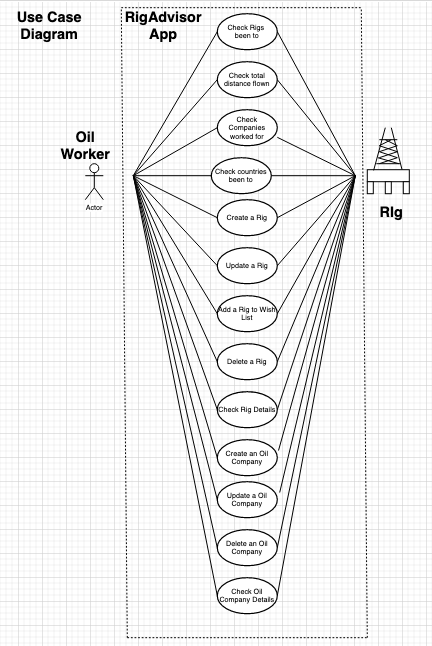 Use Case
Diagram
RigAdvisor
App
Check Rigs
been to
Check total
distance flown
Check
Companies
worked for
Oil
Worker
Actor
Check countries
been to
RIg
Create a Rig
Update a Rig
Add a Rig to Wish
List
Delete a Rig
Check Rig Details
Create an Oil
Company
Update a Oil
Company
Delete an Oil
Company
Check Oil
Company Details